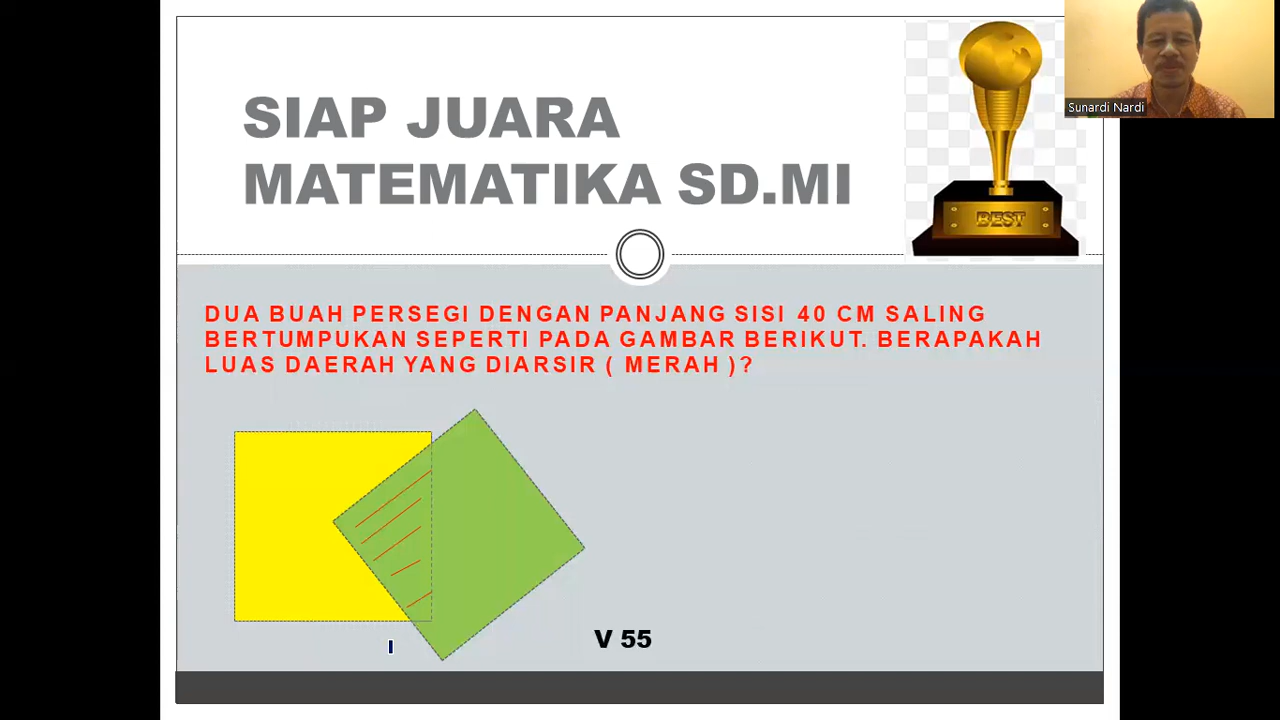 Sunardi Nardi
SIAP JUARA
MATEMATIKA SD.MI
BEST
DUA BUAH PERSEGI DENGAN PANJANG SISI 40 CM SALING
BERTUMPUKAN SEPERTI PADA GAMBAR BERIKUT. BERAPAKAH
LUAS DAERAH YANG DIARSIR ( MERAH )?
V 55